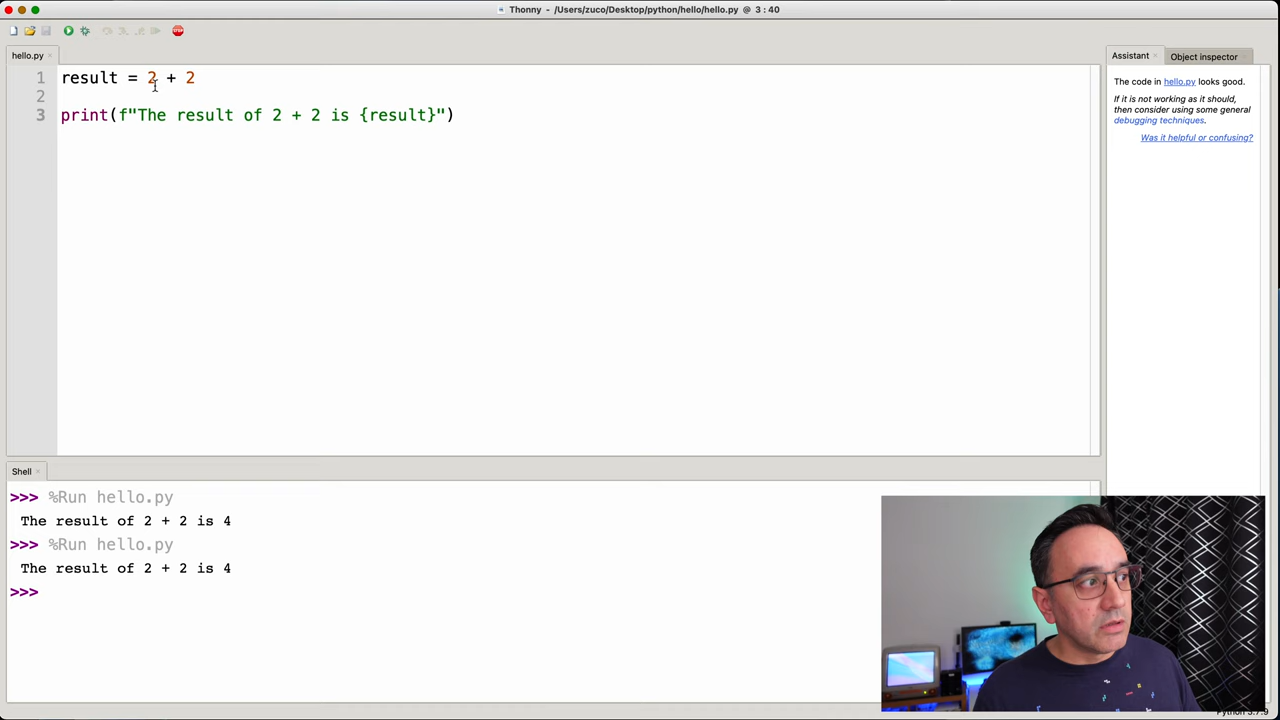 Thonny - /Users/zuco/Desktop/python/hello/hello.py @ 3 : 40
hello.py
Assistant
Object inspector
1 result = 2 + 2
2
3 print(f"The result of 2 + 2 is {result}")
The code in hello.py looks good.
If it is not working as it should,
then consider using some general
debugging techniques.
Was it helpful or confusing?
Shell
>>> %Run hello.py
The result of 2 + 2 is 4
>>> %Run hello.py
The result of 2 + 2 is 4
>>>
Python 3.7.9